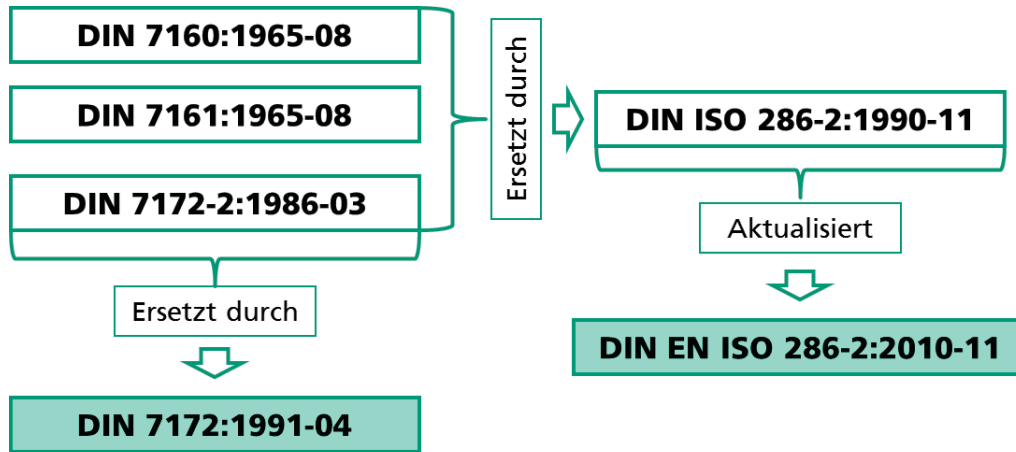 DIN 7160:1965-08
DIN 7161:1965-08
DIN 7172-2:1986-03
Ersetzt durch
DIN 7172:1991-04
Ersetzt durch
DIN ISO 286-2:1990-11
Aktualisiert
DIN EN ISO 286-2:2010-11